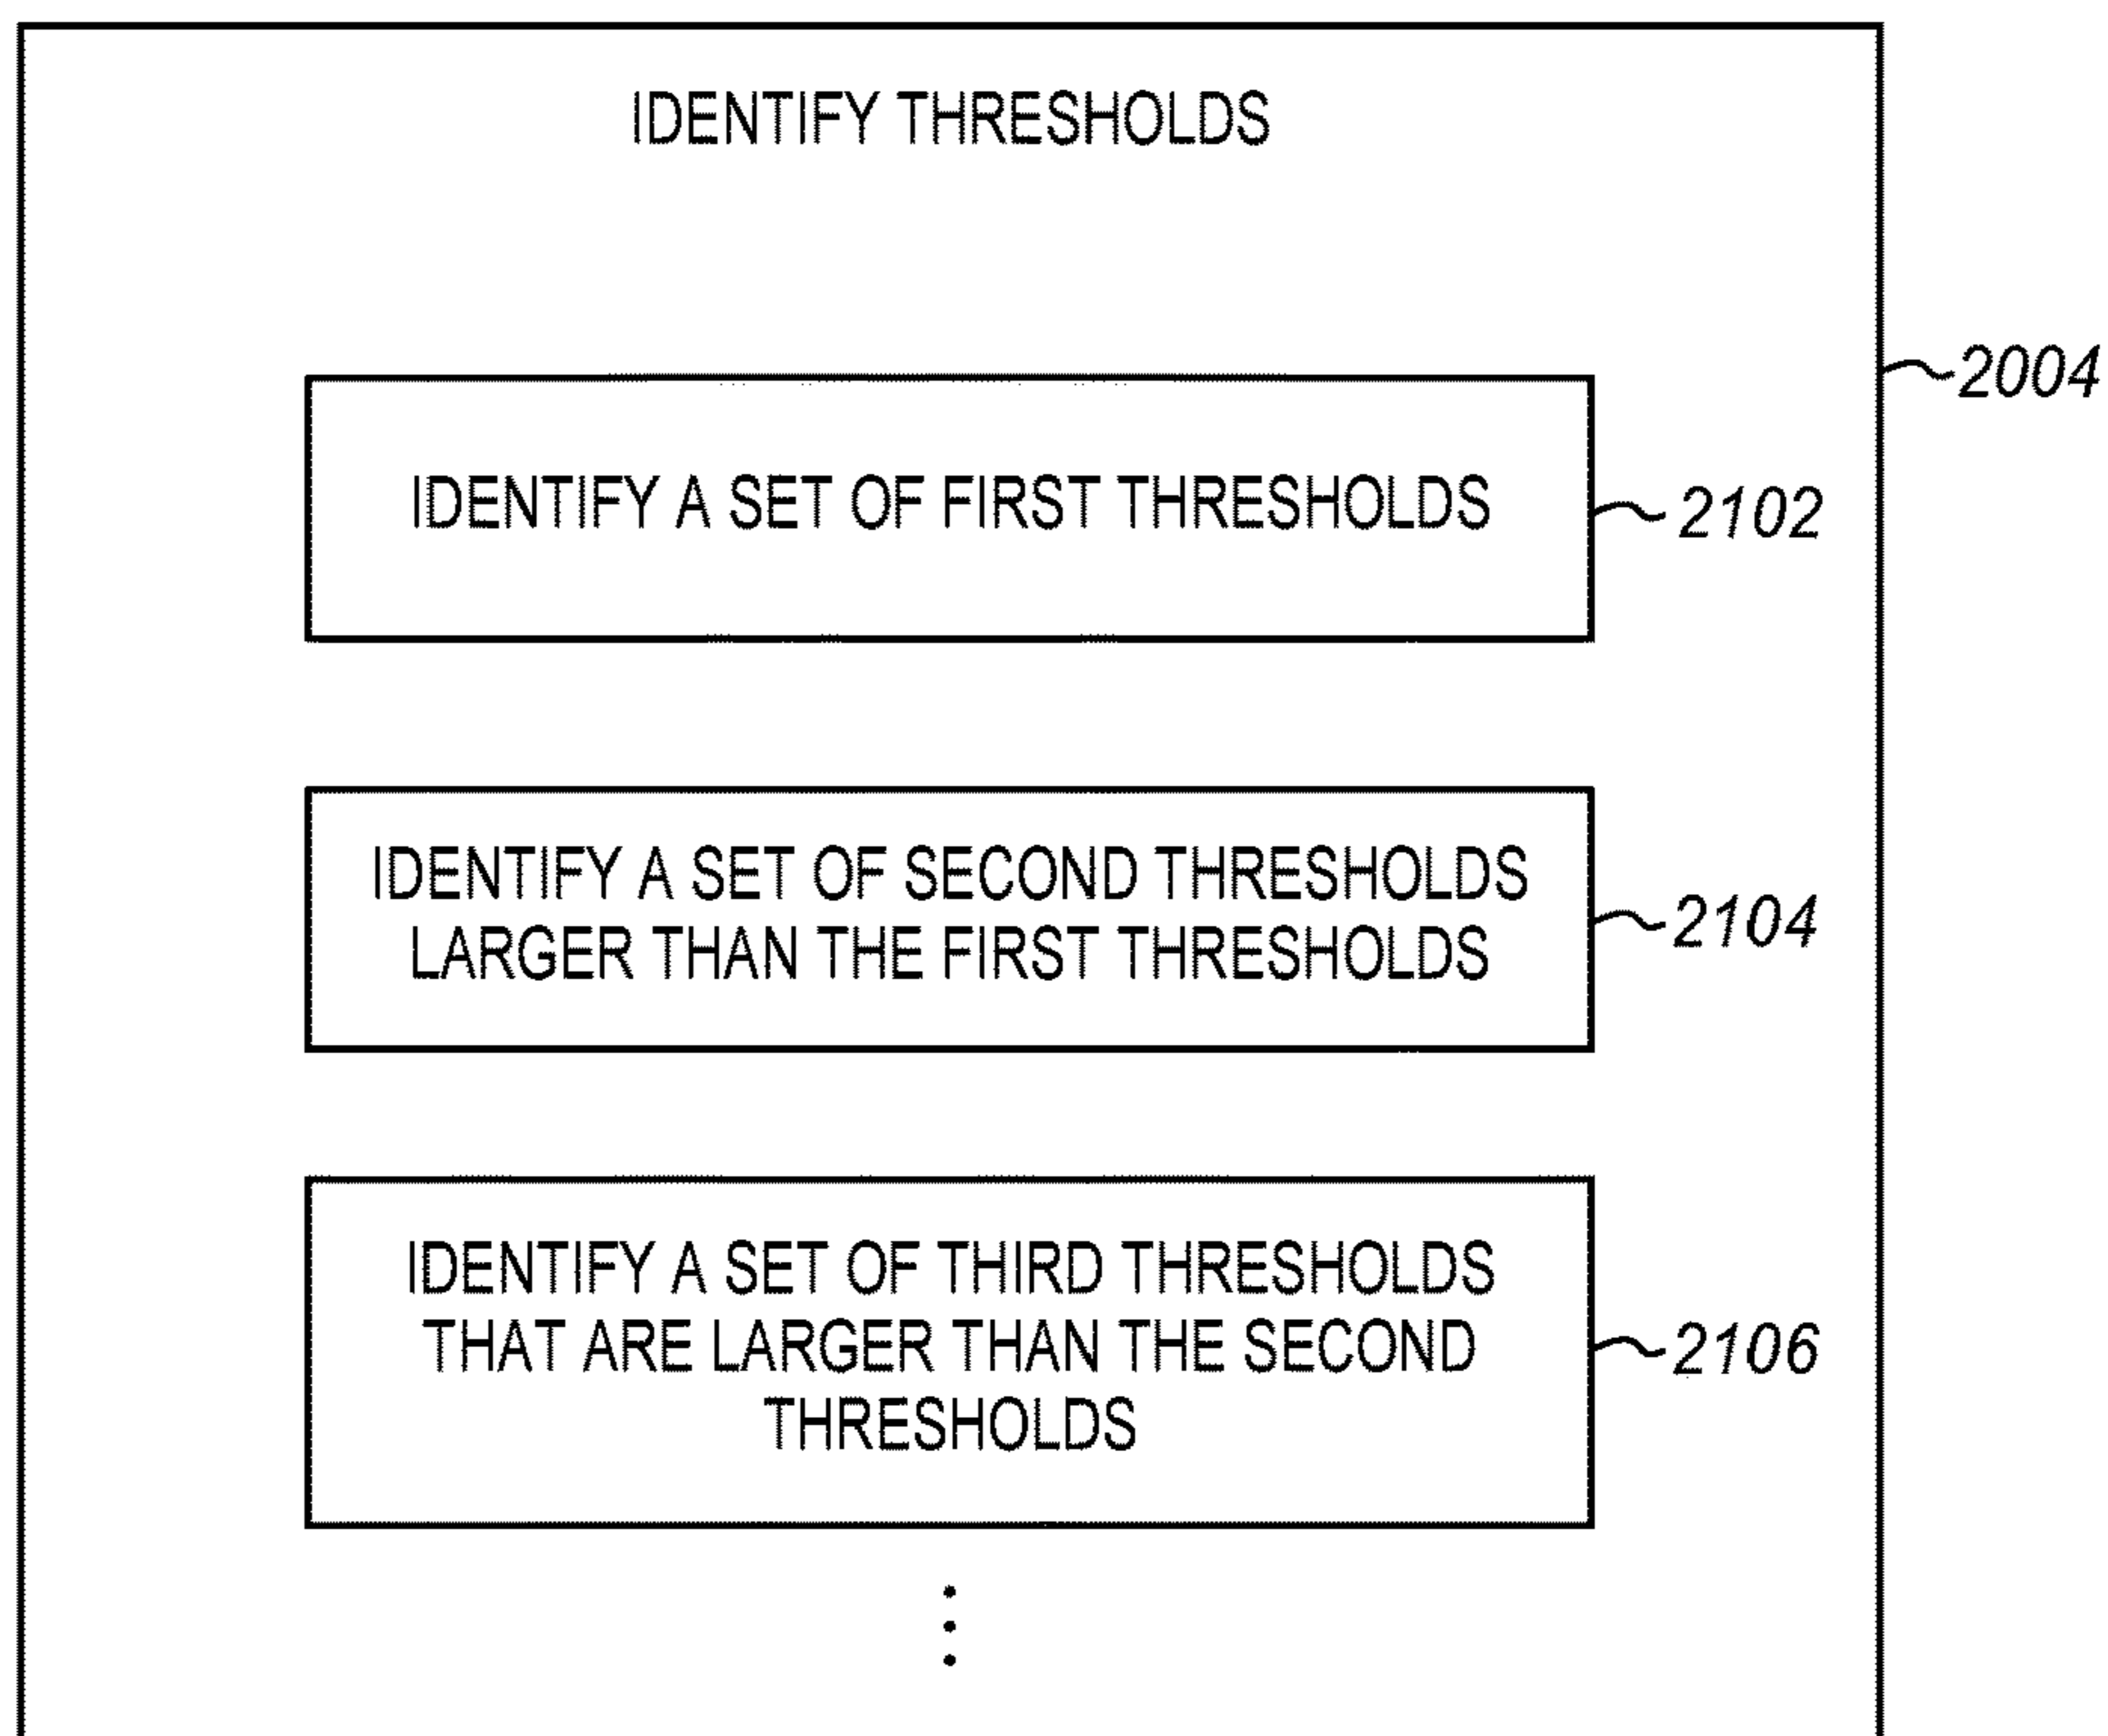 IDENTIFY THRESHOLDS
2004
IDENTIFY A SET OF FIRST THRESHOLDS
2102
IDENTIFY A SET OF SECOND THRESHOLDS
LARGER THAN THE FIRST THRESHOLDS
2104
IDENTIFY A SET OF THIRD THRESHOLDS
THAT ARE LARGER THAN THE SECOND
THRESHOLDS
2106